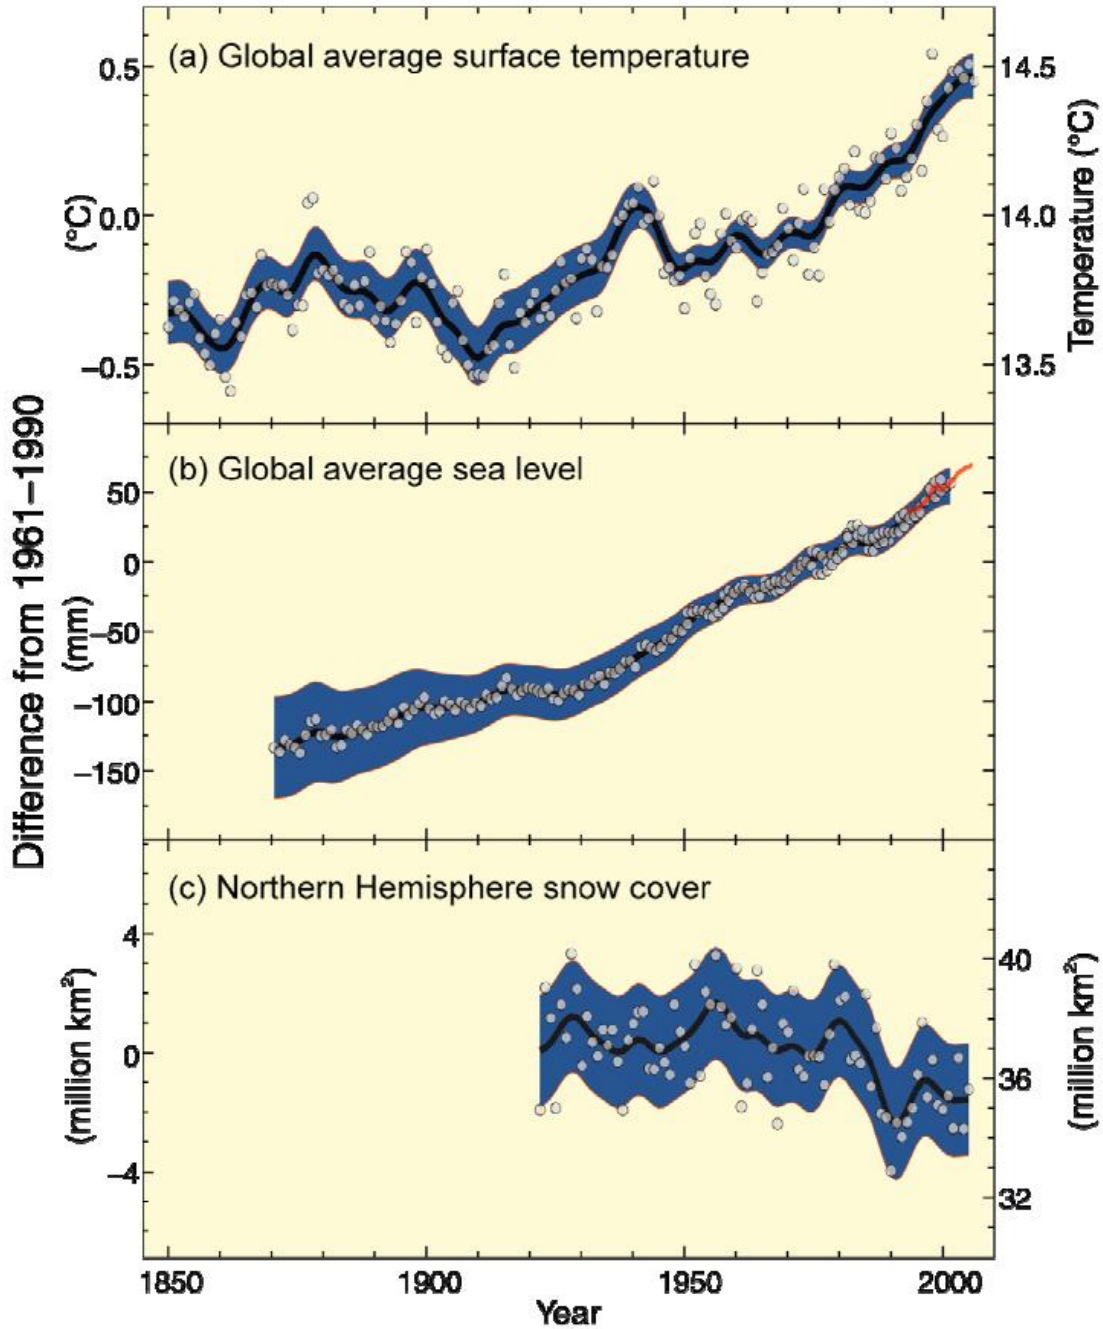 (a) Global average surface temperature
0.5
0.0
−0.5
(°C)
14.5
14.0
13.5
Temperature (°C)
Difference from 1961−1990
(b) Global average sea level
50
0
−50
−100
−150
(mm)
(c) Northern Hemisphere snow cover
4
0
−4
(million km²)
40
36
32
(million km²)
1850
1900
1950
2000
Year